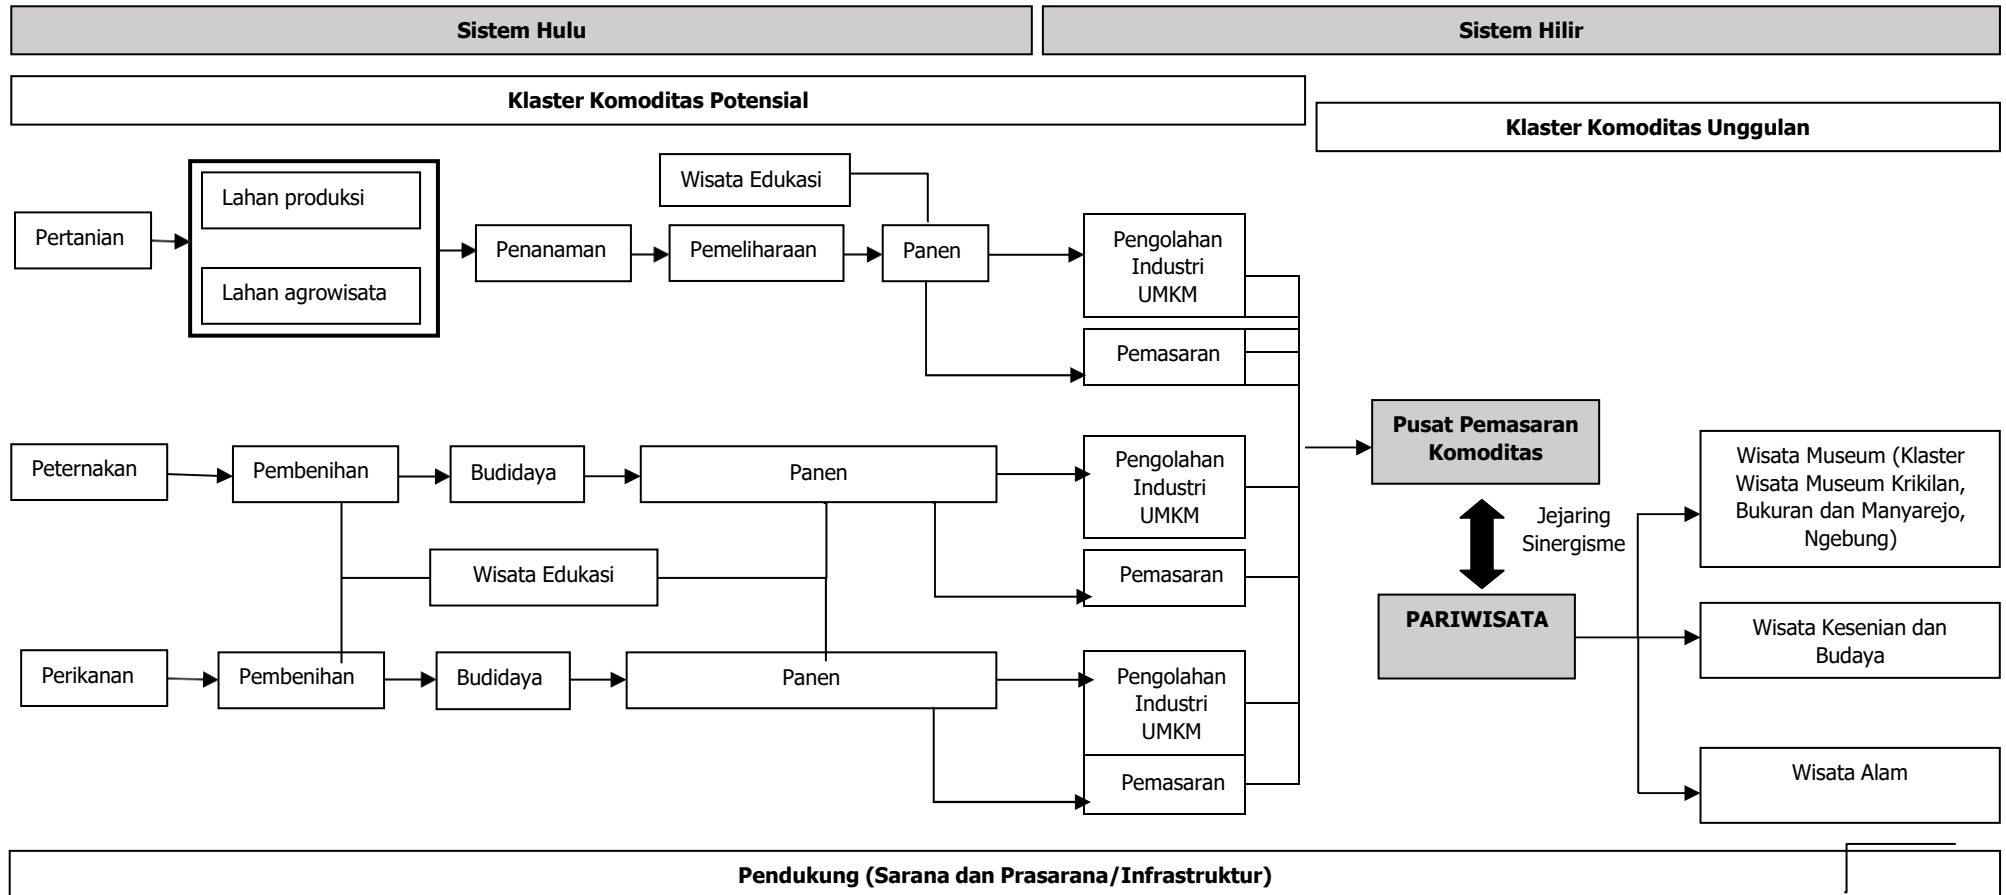 Sistem Hulu
Sistem Hilir
Klaster Komoditas Potensial
Klaster Komoditas Unggulan
Wisata Edukasi
Lahan produksi
Pertanian
Lahan agrowisata
Penanaman
Pemeliharaan
Panen
Pengolahan
Industri
UMKM
Pemasaran
Peternakan
Pembenihan
Budidaya
Panen
Pengolahan
Industri
UMKM
Pemasaran
Wisata Edukasi
Perikanan
Pembenihan
Budidaya
Panen
Pengolahan
Industri
UMKM
Pemasaran
Pusat Pemasaran
Komoditas
Jejaring
Sinergisme
PARIWISATA
Wisata Museum (Klaster
Wisata Museum Krikilan,
Bukuran dan Manyarejo,
Ngebung)
Wisata Kesenian dan
Budaya
Wisata Alam
Pendukung (Sarana dan Prasarana/Infrastruktur)